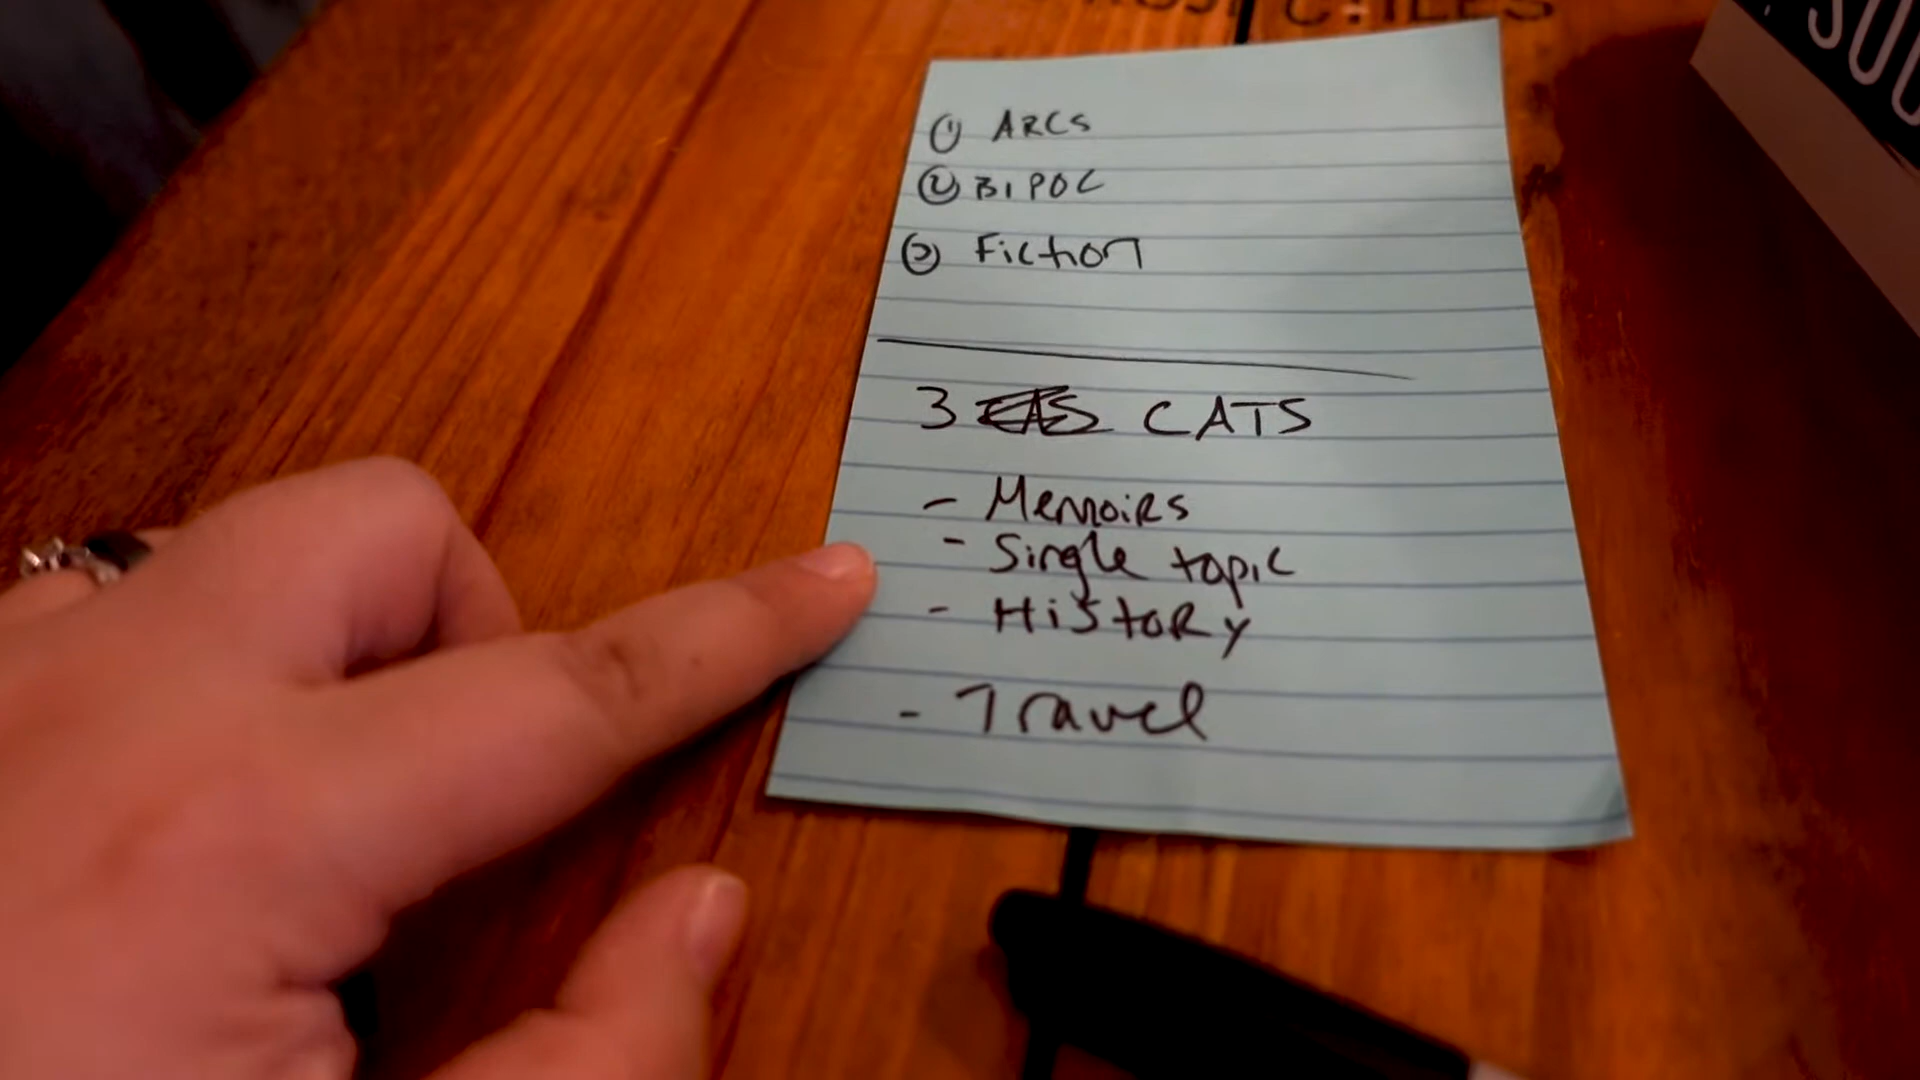 ① ARCs
② BIPOC
③ Fiction
3 CATS
- Memoirs
- Single topic
- History
- Travel